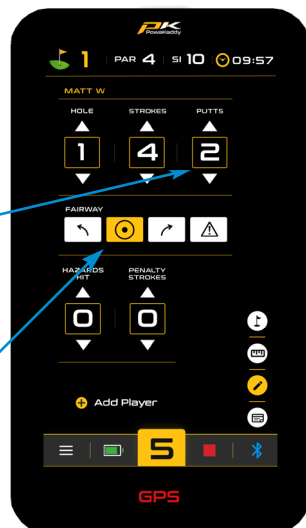 PK
PowaKaddy
1 PAR 4 SI 10 09:57
MATT W
HOLE STROKES PUTTS
1 4 2
FAIRWAY
HAZARDS HIT PENALTY STROKES
0 0
Add Player
5
GPS